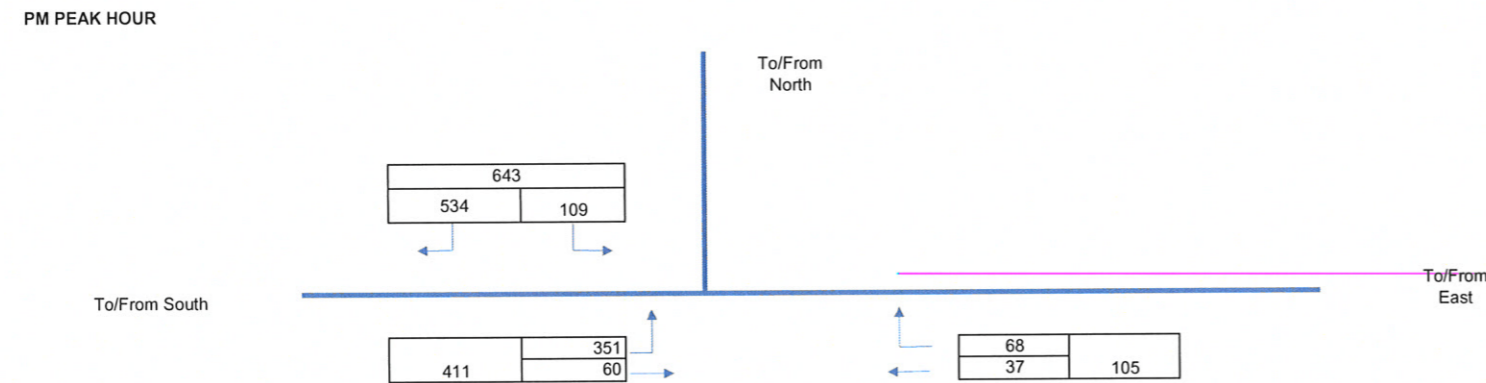 PM PEAK HOUR
To/From
North
643
534 109
To/From South
To/From
East
351
411 60
68
37 105